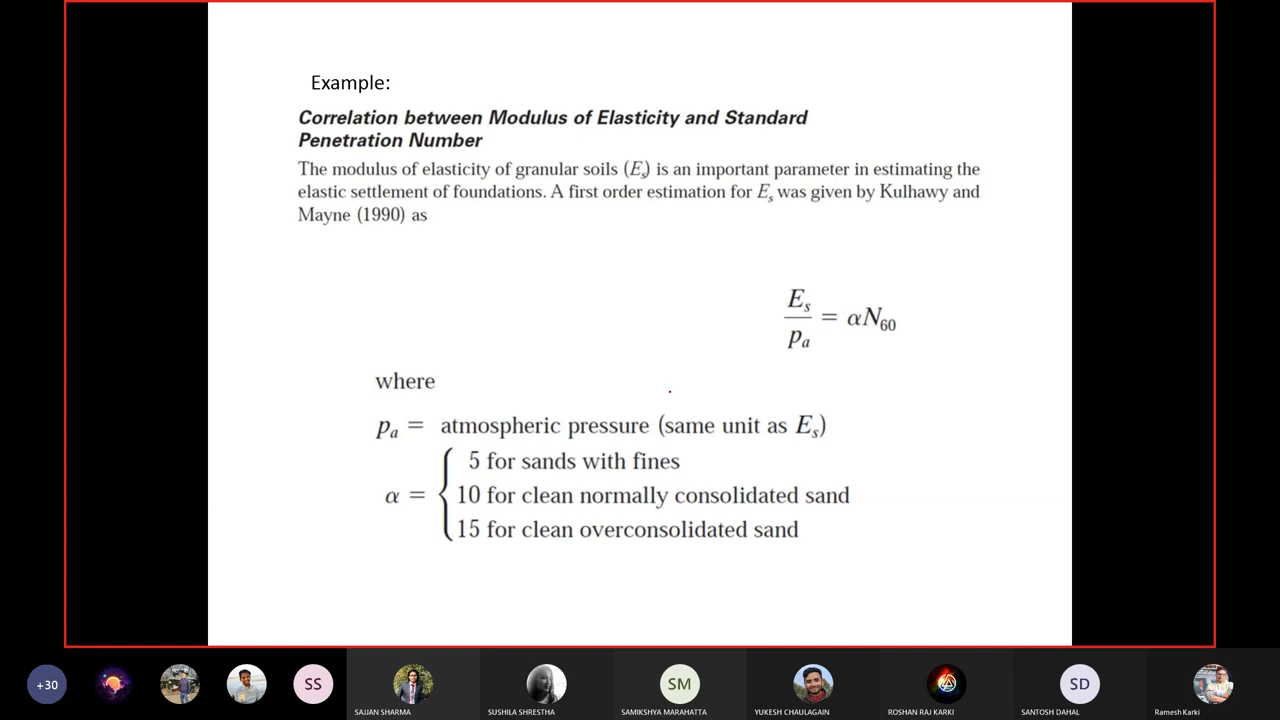 Example:
Correlation between Modulus of Elasticity and Standard
Penetration Number
The modulus of elasticity of granular soils (Es) is an important parameter in estimating the
elastic settlement of foundations. A first order estimation for Es was given by Kulhawy and
Mayne (1990) as
Es/pa = αN60
where
pa = atmospheric pressure (same unit as Es)
5 for sands with fines
α = { 10 for clean normally consolidated sand
15 for clean overconsolidated sand
+30
SS
SM
SD
SAJJAN SHARMA
SUSHILA SHRESTHA
SAMIKSHYA MARAHATTA
YUKESH CHAULAGAIN
ROSHAN RAJ KARKI
SANTOSH DAHAL
Ramesh Karki